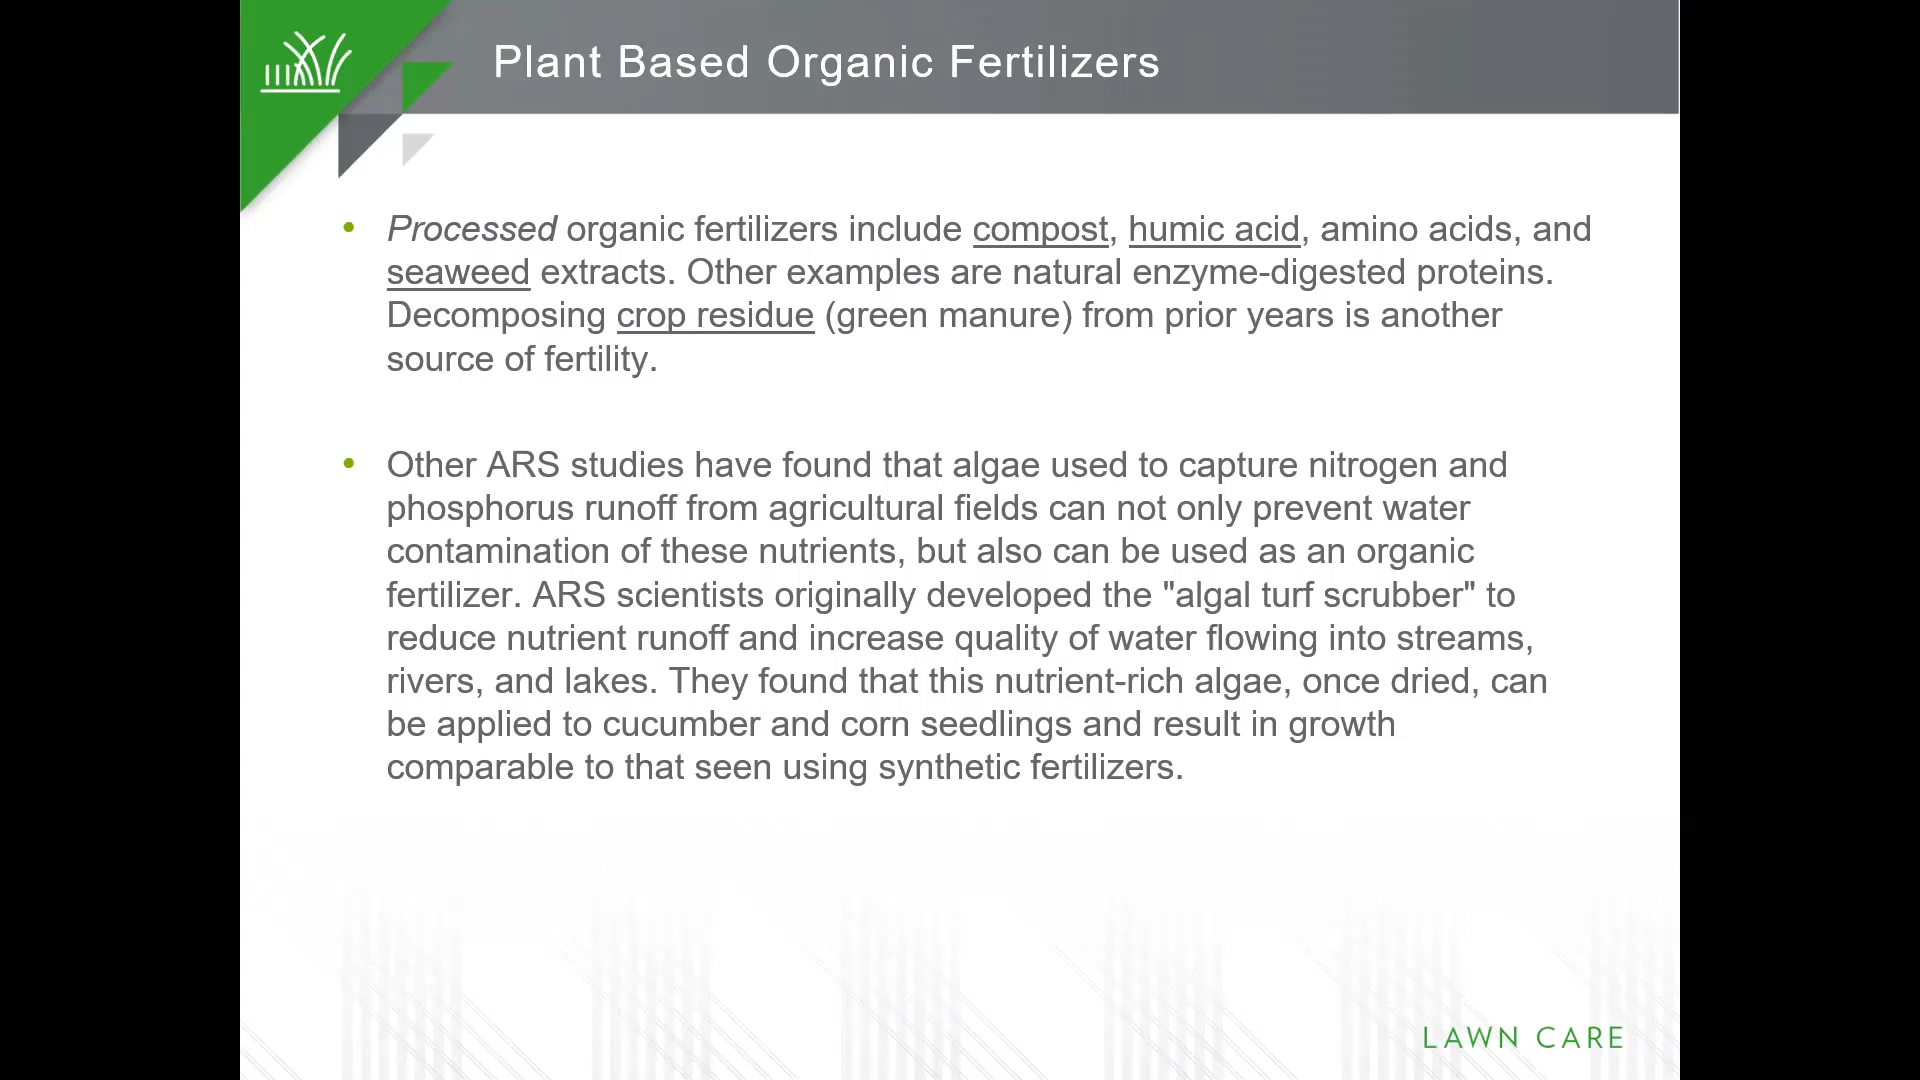 Plant Based Organic Fertilizers
• Processed organic fertilizers include compost, humic acid, amino acids, and
seaweed extracts. Other examples are natural enzyme-digested proteins.
Decomposing crop residue (green manure) from prior years is another
source of fertility.
• Other ARS studies have found that algae used to capture nitrogen and
phosphorus runoff from agricultural fields can not only prevent water
contamination of these nutrients, but also can be used as an organic
fertilizer. ARS scientists originally developed the "algal turf scrubber" to
reduce nutrient runoff and increase quality of water flowing into streams,
rivers, and lakes. They found that this nutrient-rich algae, once dried, can
be applied to cucumber and corn seedlings and result in growth
comparable to that seen using synthetic fertilizers.
LAWN CARE